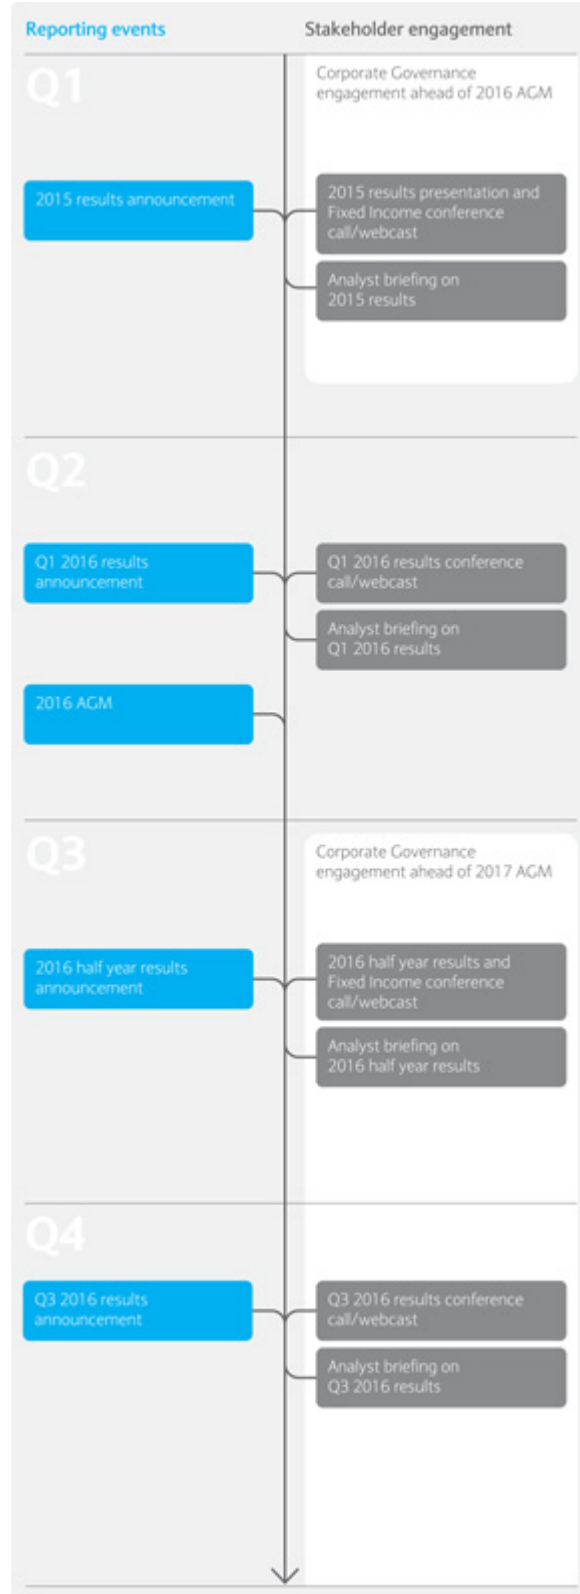 Reporting events
Stakeholder engagement
Q1
Corporate Governance
engagement ahead of 2016 AGM
2015 results announcement
2015 results presentation and
Fixed Income conference
call/webcast
Analyst briefing on
2015 results
Q2
Q1 2016 results
announcement
Q1 2016 results conference
call/webcast
Analyst briefing on
Q1 2016 results
2016 AGM
Q3
Corporate Governance
engagement ahead of 2017 AGM
2016 half year results
announcement
2016 half year results and
Fixed Income conference
call/webcast
Analyst briefing on
2016 half year results
Q4
Q3 2016 results
announcement
Q3 2016 results conference
call/webcast
Analyst briefing on
Q3 2016 results